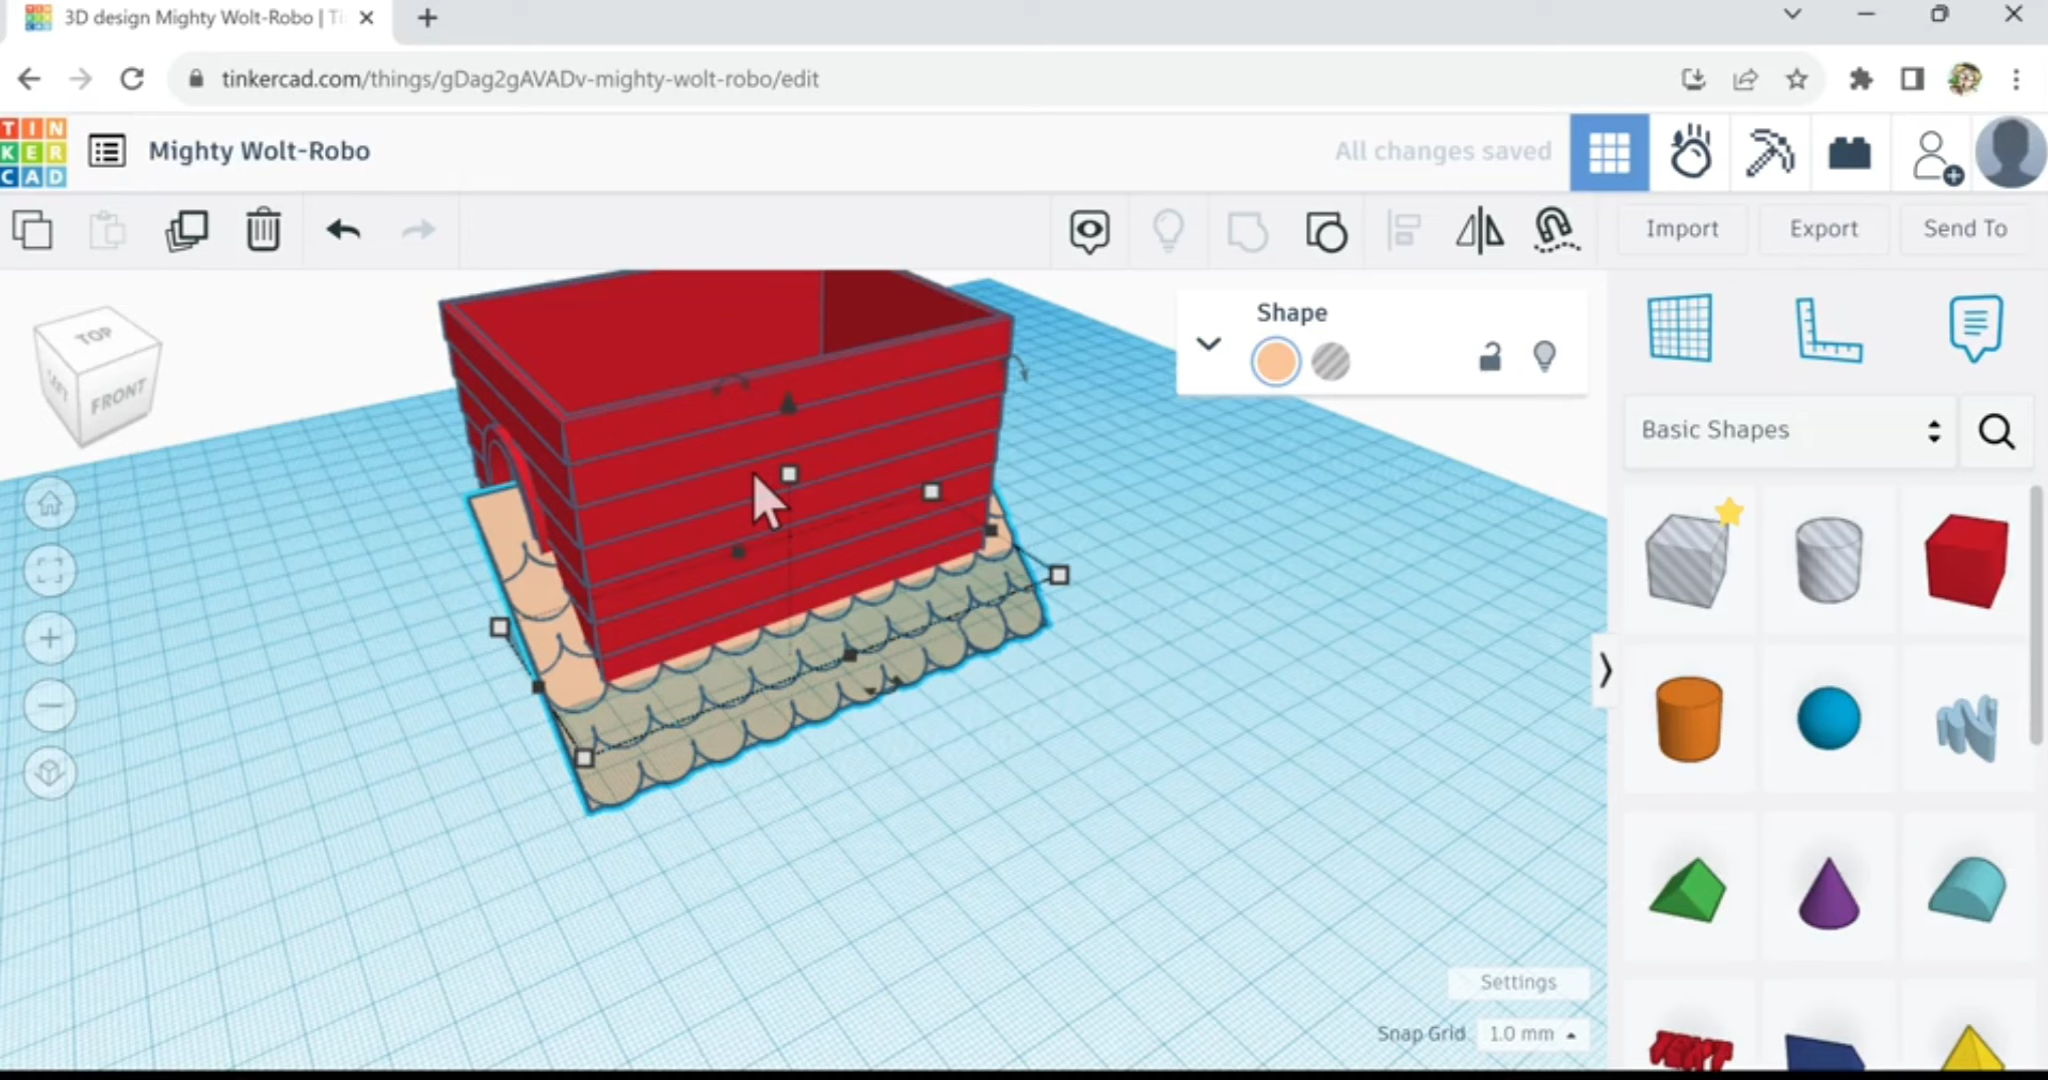 3D design Mighty Wolt-Robo | Ti
tinkercad.com/things/gDag2gAVADv-mighty-wolt-robo/edit
TIN
KER
CAD
Mighty Wolt-Robo
All changes saved
Import
Export
Send To
TOP
LEFT
FRONT
Shape
Basic Shapes
TEXT
Settings
Snap Grid
1.0 mm